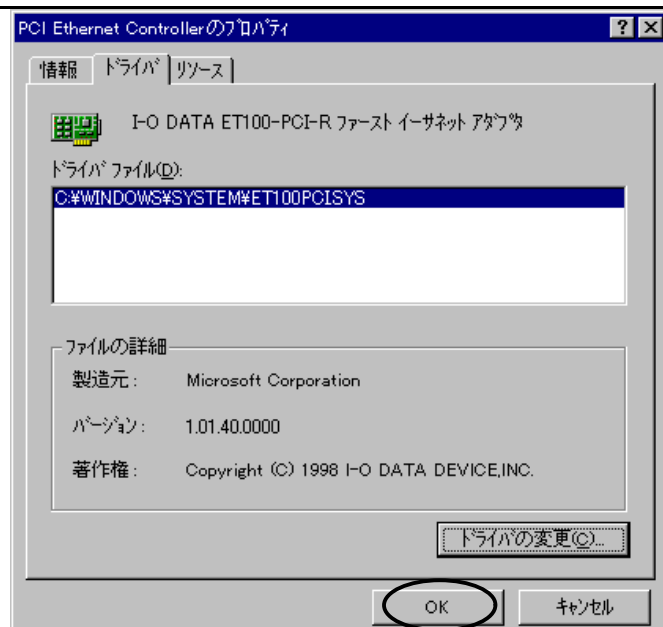 PCI Ethernet Controllerのプロパティ
情報 ドライバ リソース
I-O DATA ET100-PCI-R ファースト イーサネット アダプタ
ドライバ ファイル(D):
C:¥WINDOWS¥SYSTEM¥ET100PCISYS
ファイルの詳細
製造元: Microsoft Corporation
バージョン: 1.01.40.0000
著作権: Copyright (C) 1998 I-O DATA DEVICE,INC.
ドライバの変更(C)...
OK キャンセル